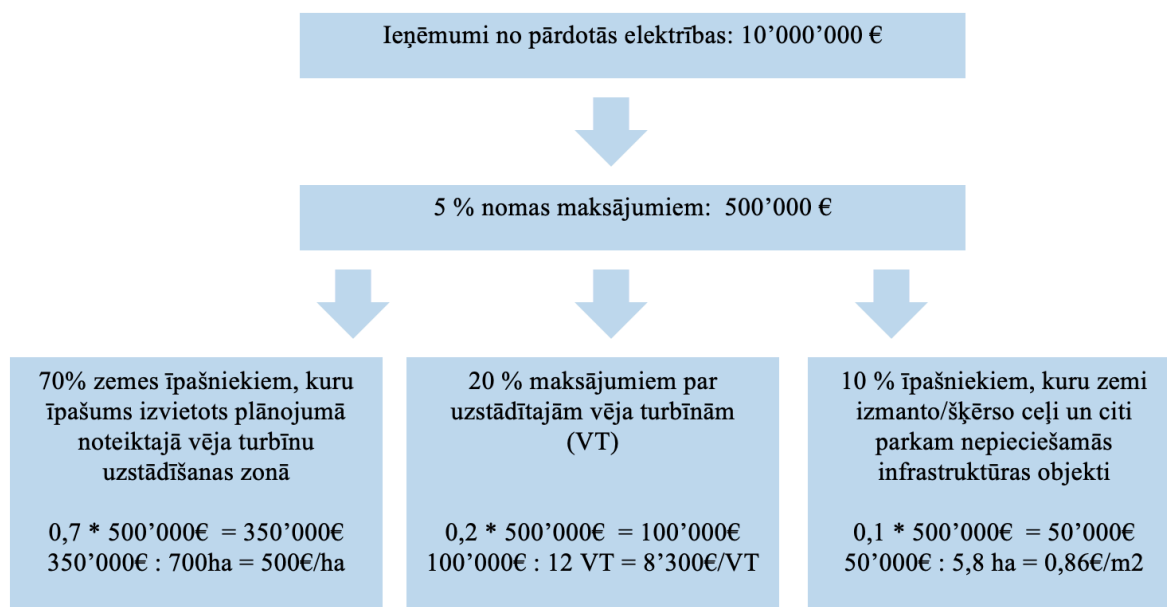 Ieņēmumi no pārdotās elektrības: 10’000’000 €
5 % nomas maksājumiem:  500’000 €
70% zemes īpašniekiem, kuru
īpašums izvietots plānojumā
noteiktajā vēja turbīnu
uzstādīšanas zonā
0,7 * 500’000€  = 350’000€
350’000€ : 700ha = 500€/ha
20 % maksājumiem par
uzstādītajām vēja turbīnām
(VT)
0,2 * 500’000€  = 100’000€
100’000€ : 12 VT = 8’300€/VT
10 % īpašniekiem, kuru zemi
izmanto/šķērso ceļi un citi
parkam nepieciešamās
infrastruktūras objekti
0,1 * 500’000€  = 50’000€
50’000€ : 5,8 ha = 0,86€/m2